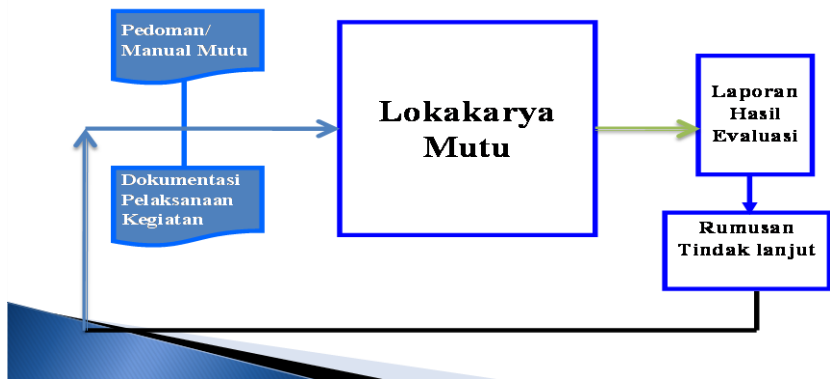 Pedoman/
Manual Mutu
Lokakarya
Mutu
Laporan
Hasil
Evaluasi
Dokumentasi
Pelaksanaan
Kegiatan
Rumusan
Tindak lanjut